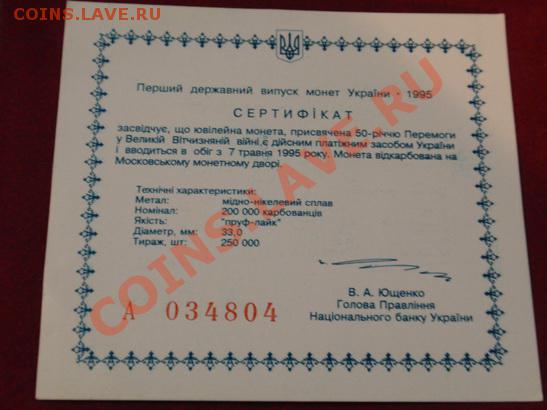 COINS.LAVE.RU
Перший державний випуск монет України · 1995
СЕРТИФІКАТ
засвідчує, що ювілейна монета, присвячена 50-річчю Перемоги
у Великій Вітчизняній війні,є дійсним платіжним засобом України
і вводиться в обіг з 7 травня 1995 року. Монета відкарбована на
Московському монетному дворі.
Технічні характеристики:
Метал: мідно-нікелевий сплав
Номінал: 200 000 карбованців
Якість: "пруф-лайк"
Діаметр, мм: 33,0
Тираж, шт: 250 000
А 034804
В. А. Ющенко
Голова Правління
Національного банку України
COINS.LAVE.RU